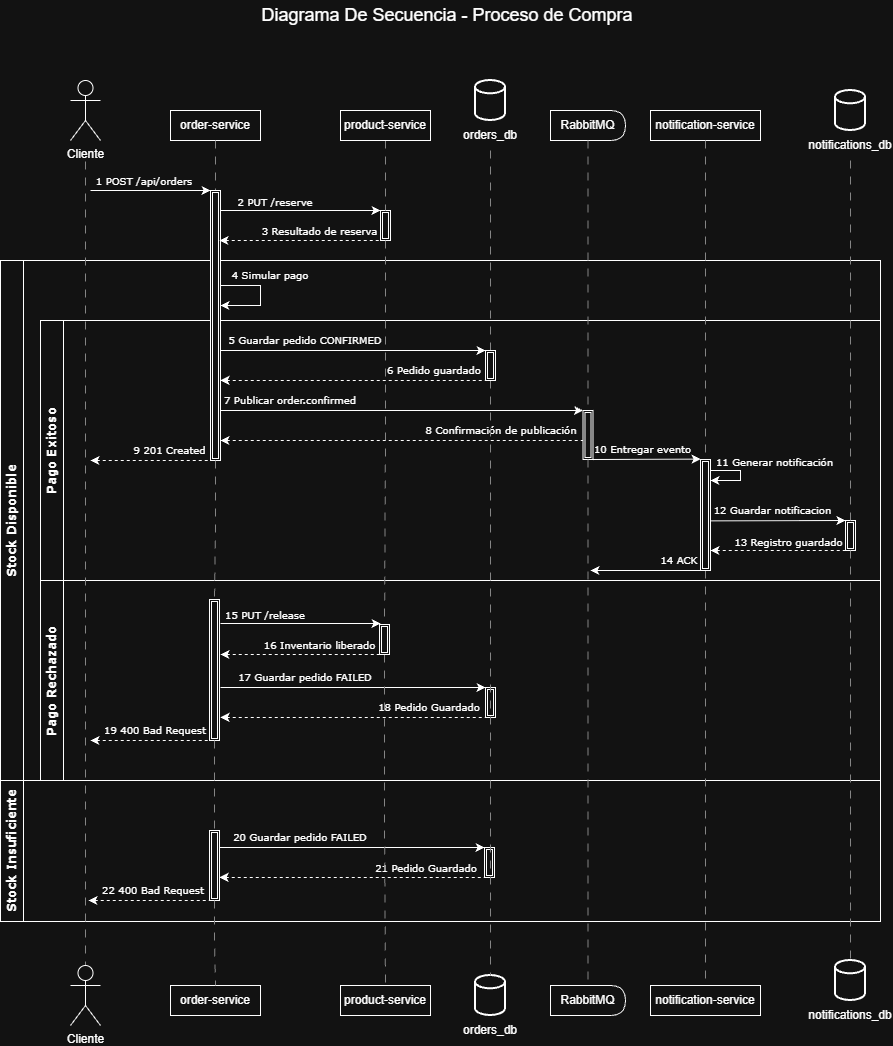 Diagrama De Secuencia - Proceso de Compra
Cliente
order-service
product-service
orders_db
RabbitMQ
notification-service
notifications_db
1 POST /api/orders
2 PUT /reserve
3 Resultado de reserva
Stock Disponible
4 Simular pago
Pago Exitoso
5 Guardar pedido CONFIRMED
6 Pedido guardado
7 Publicar order.confirmed
8 Confirmación de publicación
9 201 Created
10 Entregar evento
11 Generar notificación
12 Guardar notificacion
13 Registro guardado
14 ACK
Pago Rechazado
15 PUT /release
16 Inventario liberado
17 Guardar pedido FAILED
18 Pedido Guardado
19 400 Bad Request
Stock Insuficiente
20 Guardar pedido FAILED
21 Pedido Guardado
22 400 Bad Request
Cliente
order-service
product-service
orders_db
RabbitMQ
notification-service
notifications_db